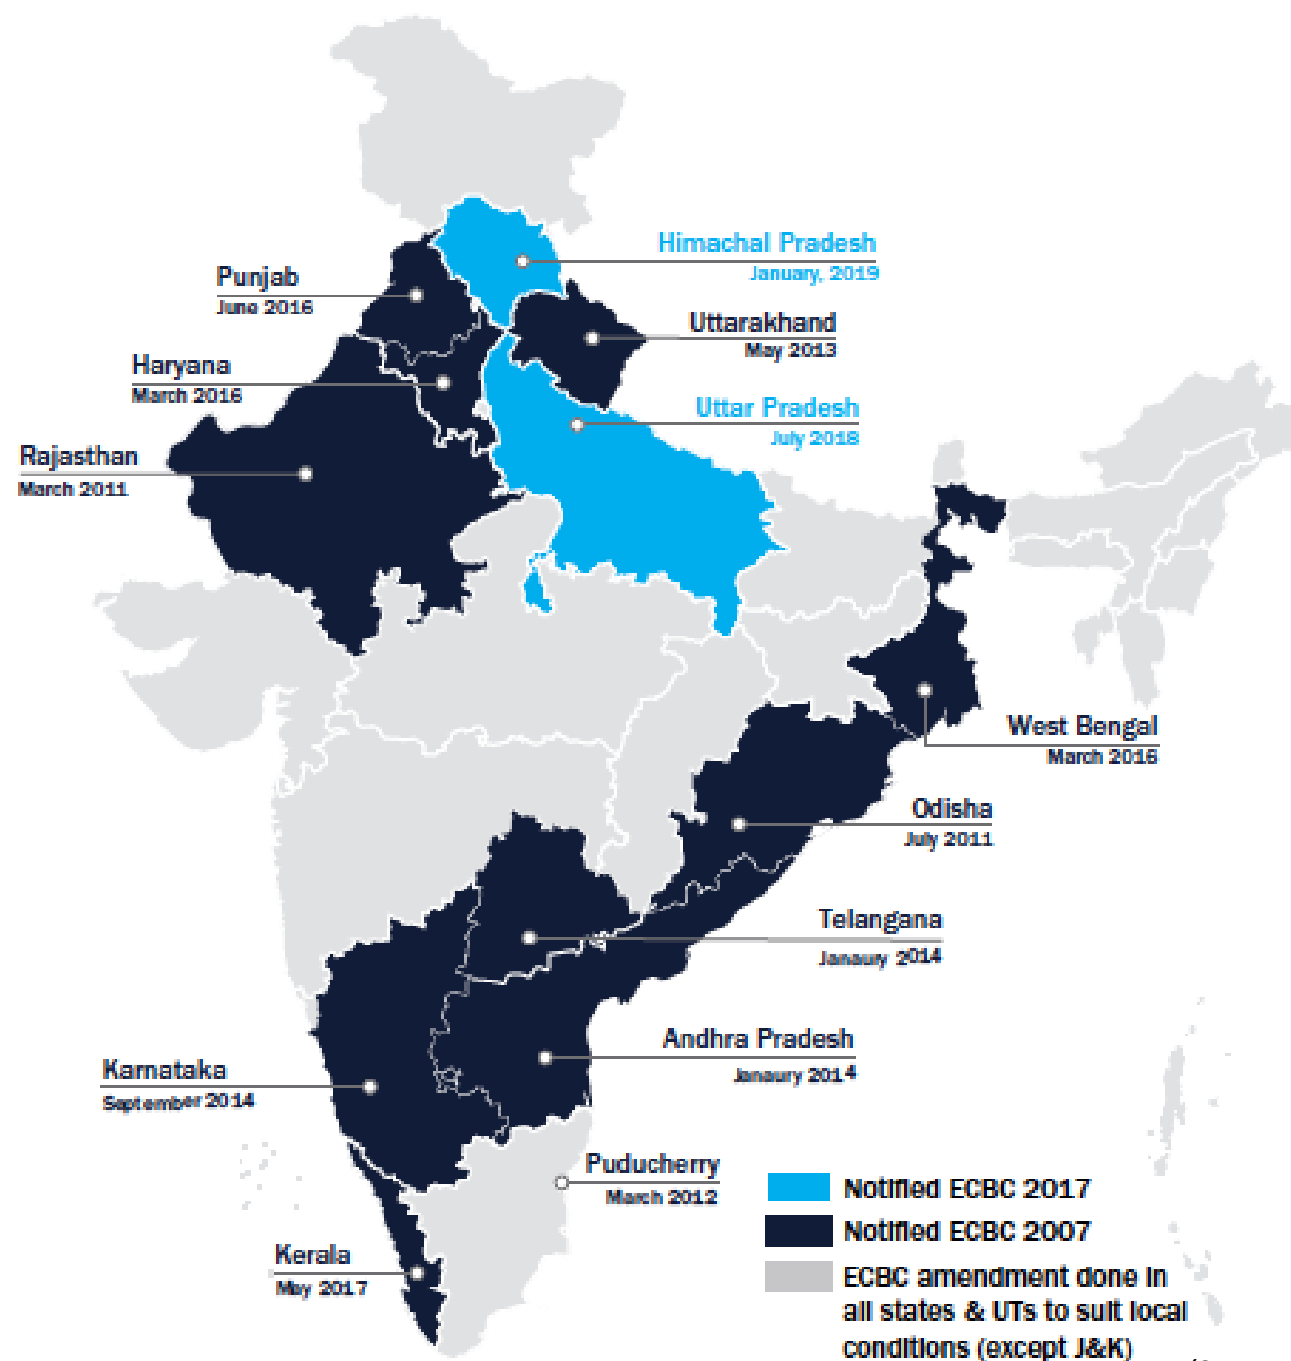 Himachal Pradesh
January, 2019
Punjab
June 2016
Uttarakhand
May 2013
Haryana
March 2016
Uttar Pradesh
July 2018
Rajasthan
March 2011
West Bengal
March 2016
Odisha
July 2011
Telangana
Janaury 2014
Andhra Pradesh
Janaury 2014
Karnataka
September 2014
Puducherry
March 2012
Kerala
May 2017
Notified ECBC 2017
Notified ECBC 2007
ECBC amendment done in
all states & UTs to suit local
conditions (except J&K)